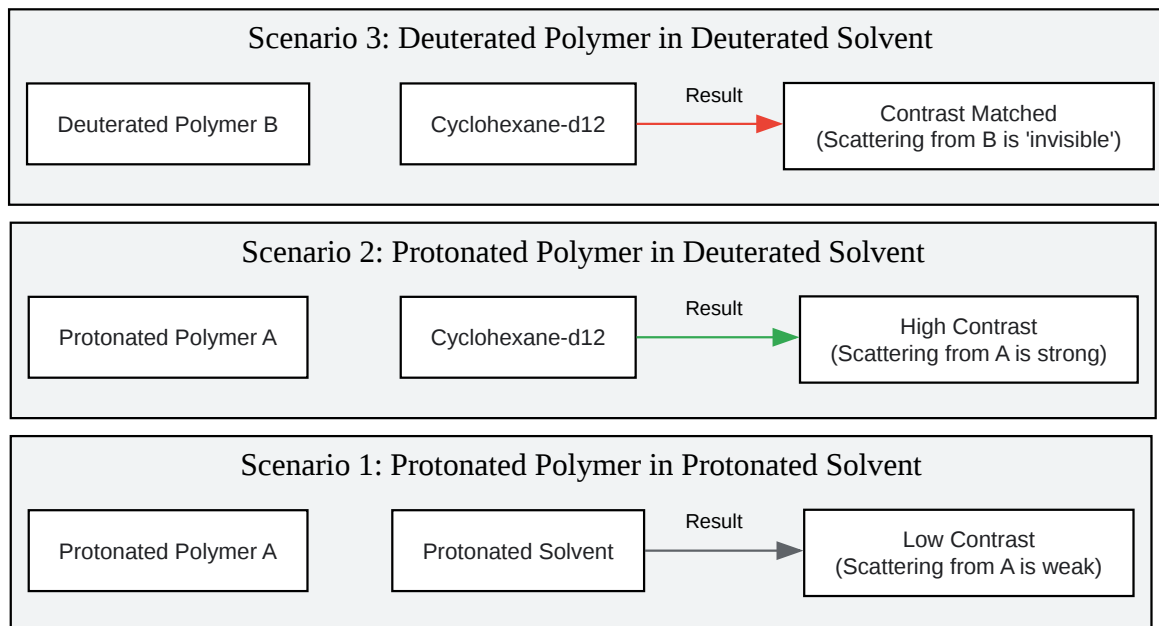 Scenario 3: Deuterated Polymer in Deuterated Solvent
Deuterated Polymer B
Cyclohexane-d12
Result
Contrast Matched
(Scattering from B is 'invisible')
Scenario 2: Protonated Polymer in Deuterated Solvent
Protonated Polymer A
Cyclohexane-d12
Result
High Contrast
(Scattering from A is strong)
Scenario 1: Protonated Polymer in Protonated Solvent
Protonated Polymer A
Protonated Solvent
Result
Low Contrast
(Scattering from A is weak)